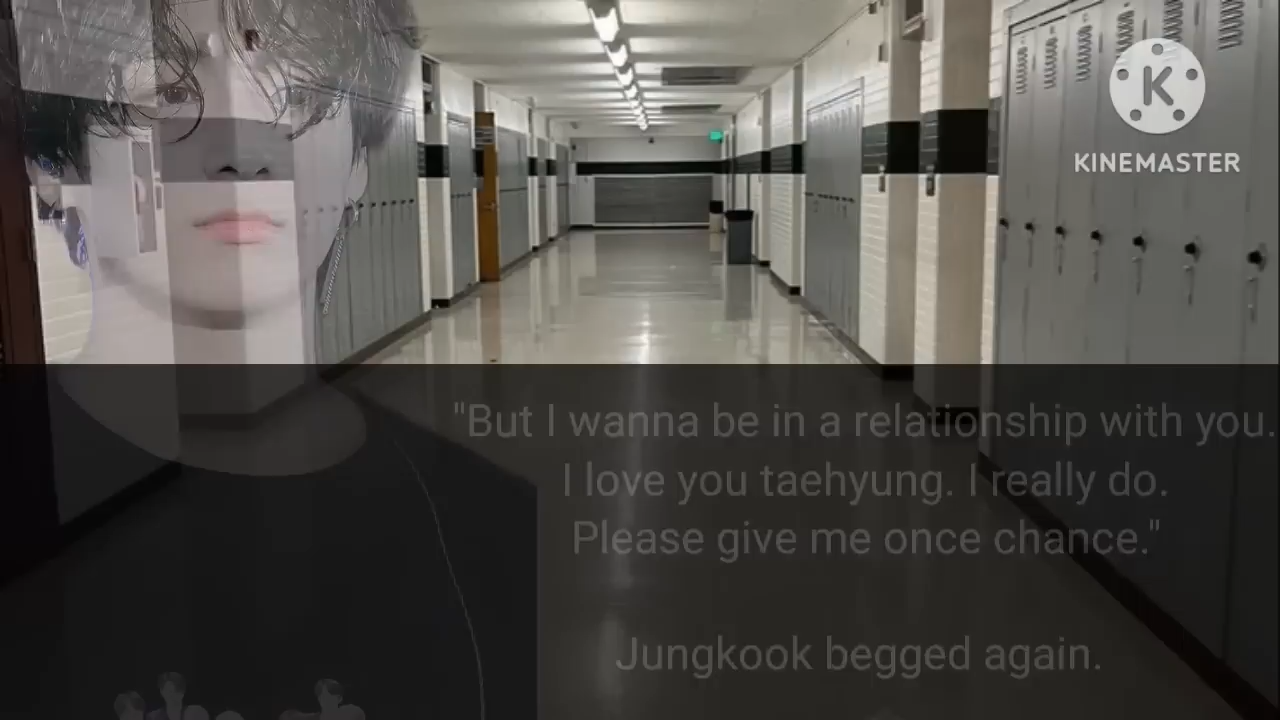 KINEMASTER
"But I wanna be in a relationship with you.
I love you taehyung. I really do.
Please give me once chance."
Jungkook begged again.